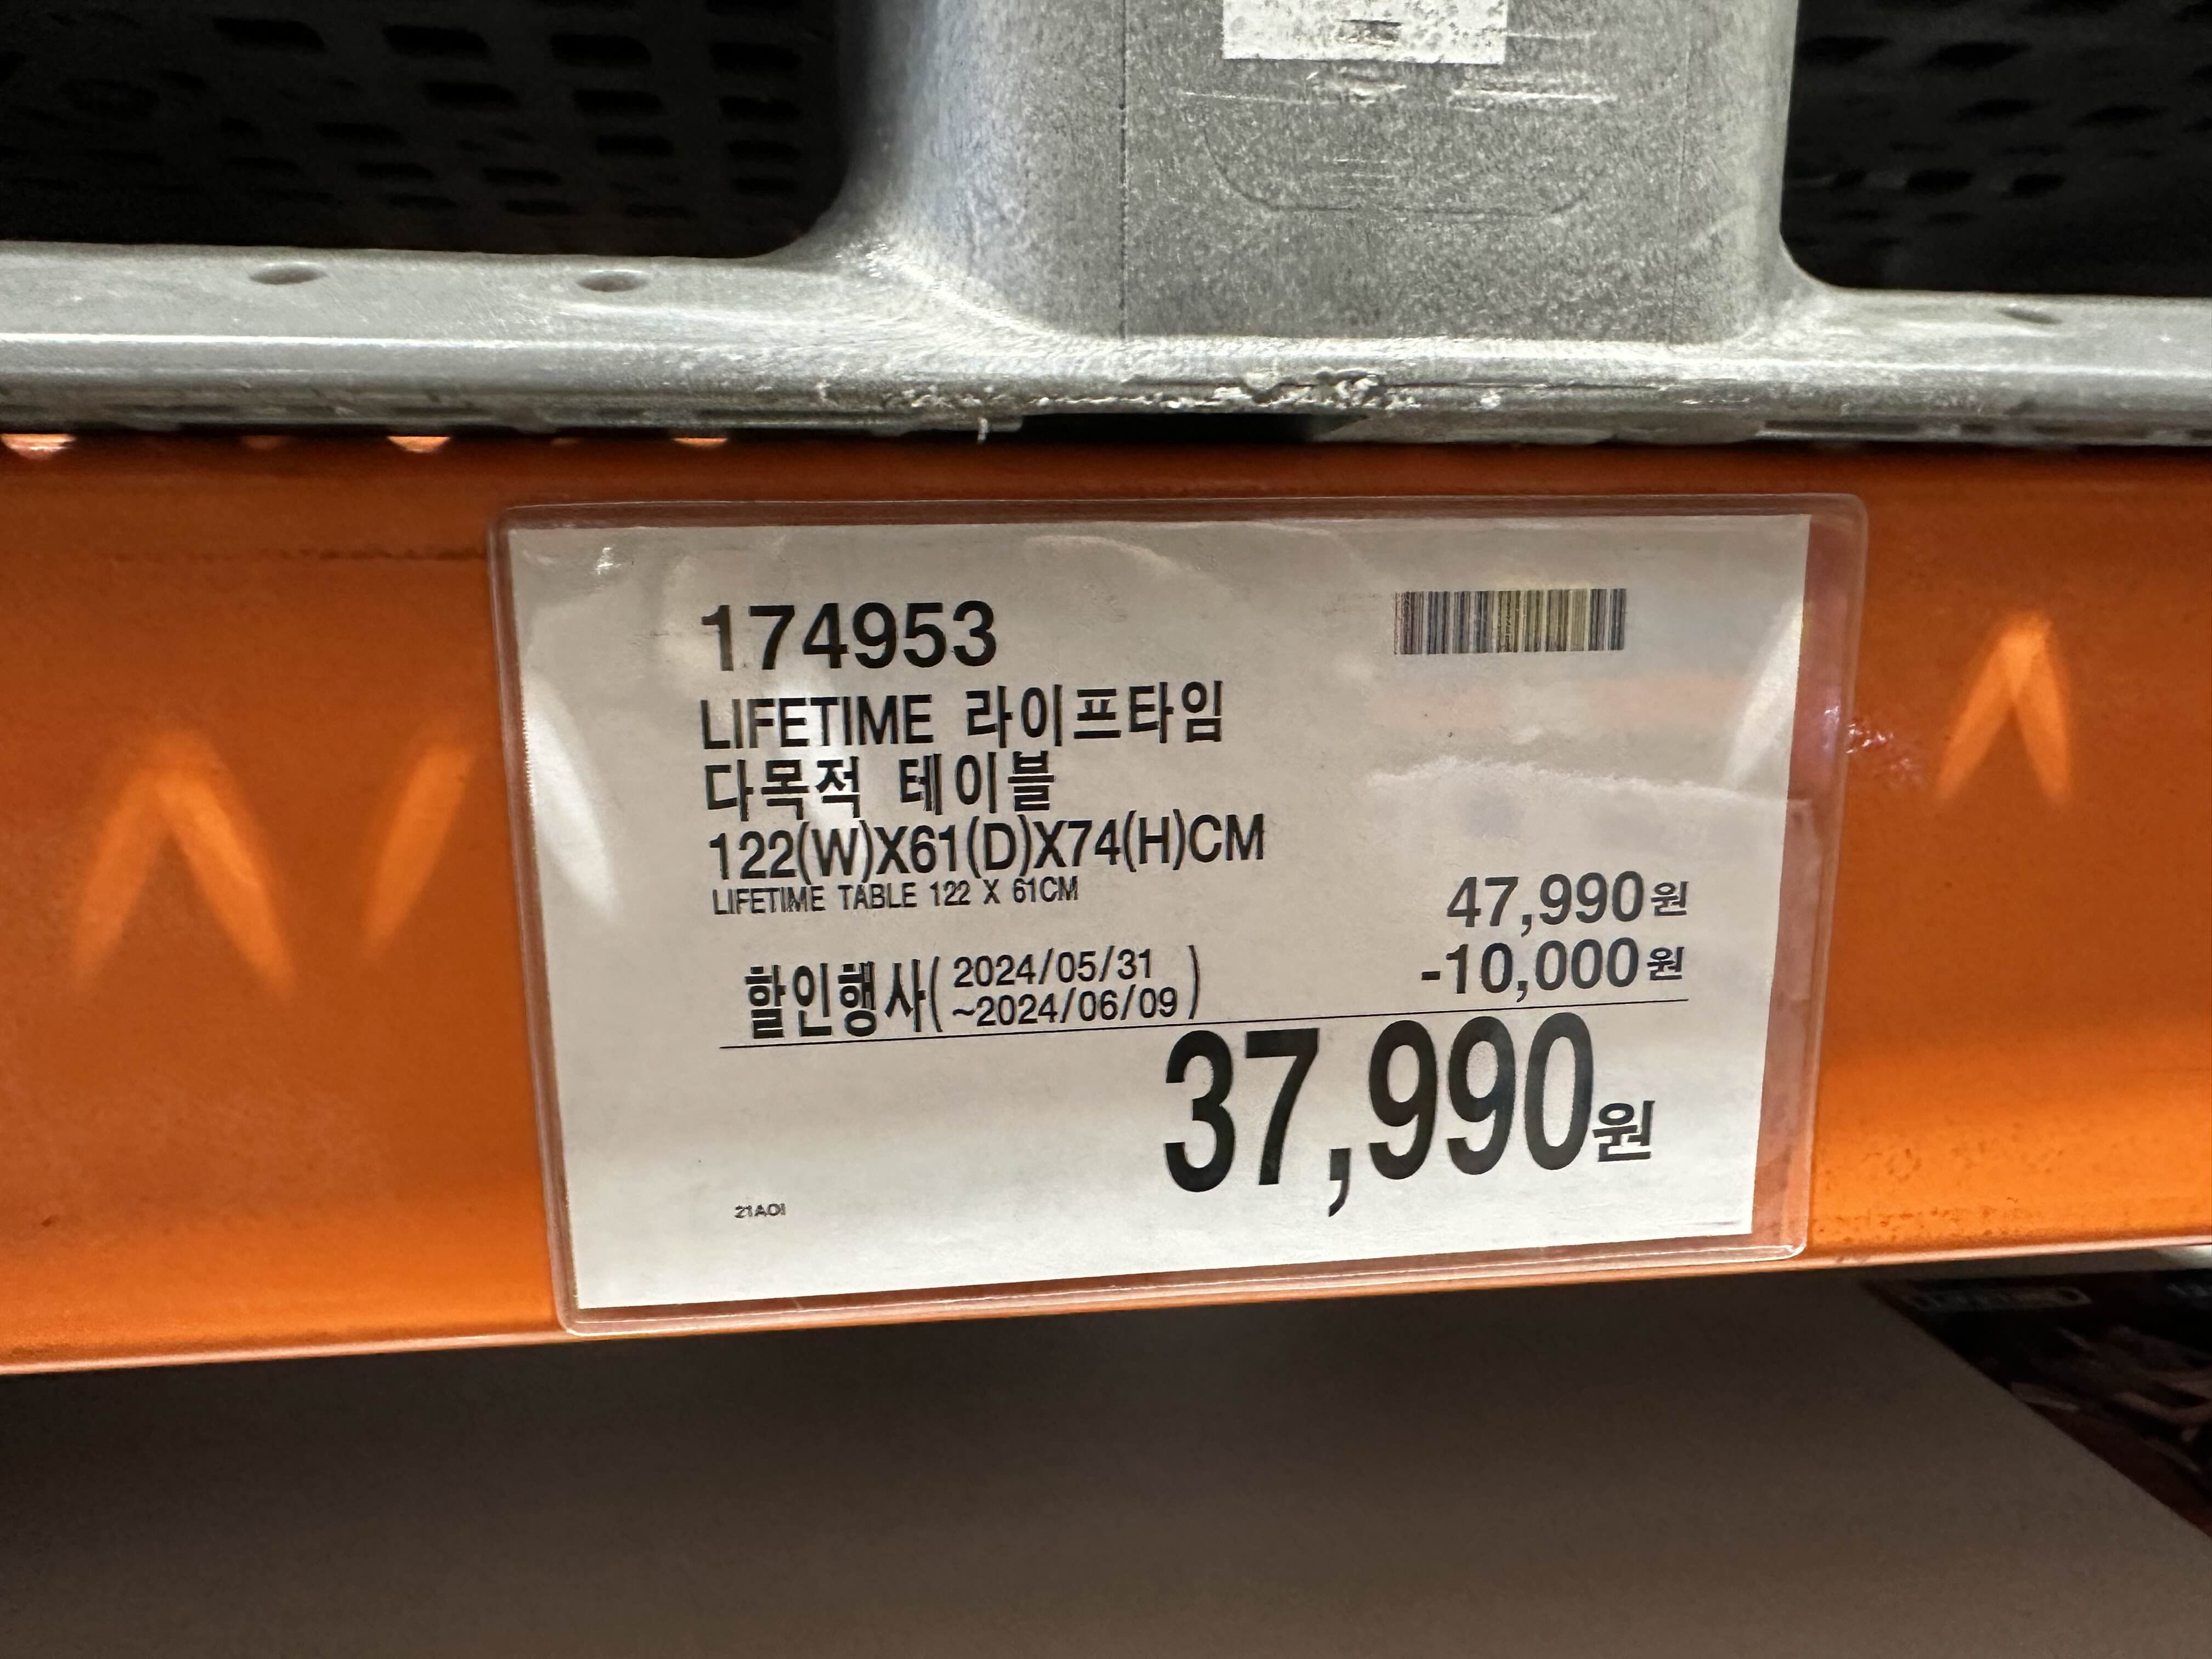 174953
LIFETIME 라이프타임
다목적 테이블
122(W)X61(D)X74(H)CM
LIFETIME TABLE 122 X 61CM
47,990원
할인행사( 2024/05/31
~2024/06/09 )
-10,000원
37,990원
21AOI